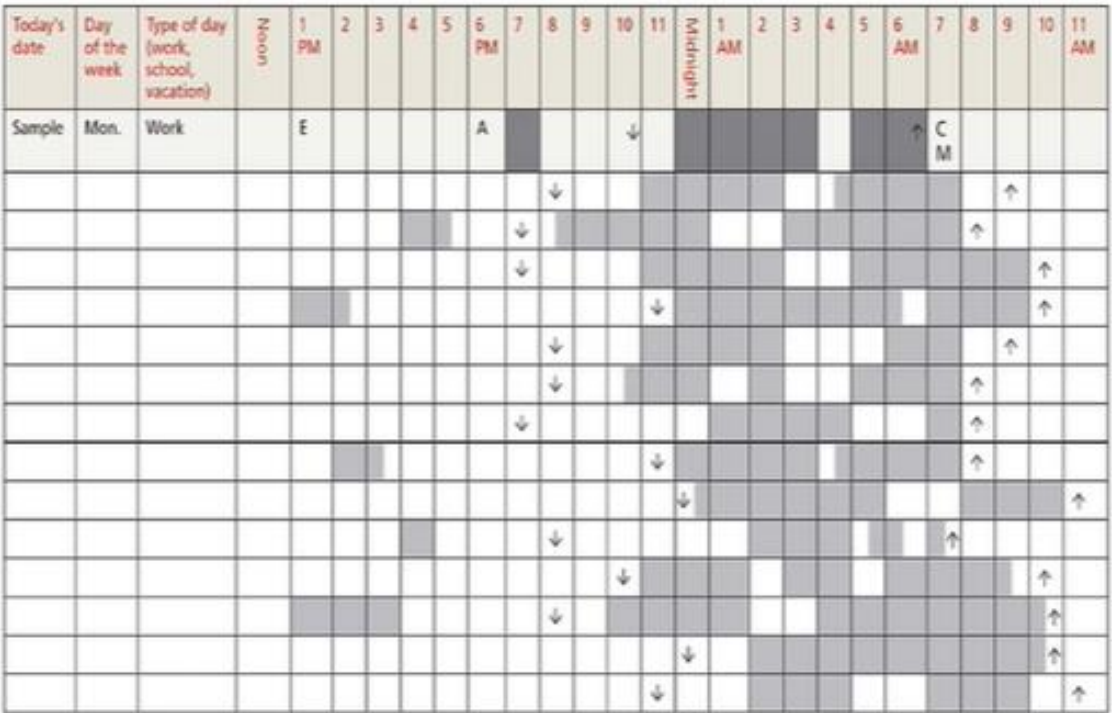 Today's date
Day of the week
Type of day (work, school, vacation)
Noon
1 PM
2
3
4
5
6 PM
7
8
9
10
11
Midnight
1 AM
2
3
4
5
6 AM
7
8
9
10
11 AM
Sample Mon. Work E A ↓ ↑ C M
↓ ↑
↓ ↑
↓ ↑
↓ ↑
↓ ↑
↓ ↑
↓ ↑
↓ ↑
↓ ↑
↓ ↑
↓ ↑
↓ ↑
↓ ↑
↓ ↑